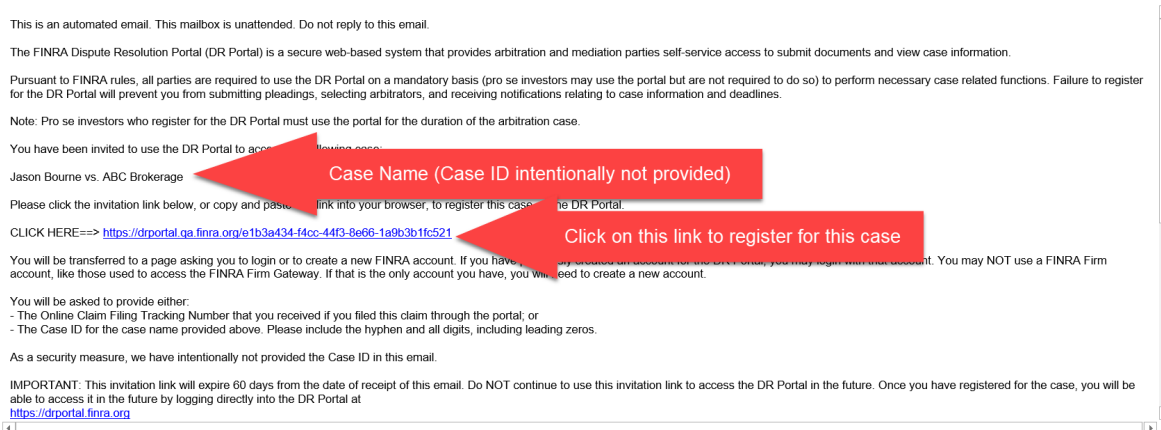 This is an automated email. This mailbox is unattended. Do not reply to this email.
The FINRA Dispute Resolution Portal (DR Portal) is a secure web-based system that provides arbitration and mediation parties self-service access to submit documents and view case information.
Pursuant to FINRA rules, all parties are required to use the DR Portal on a mandatory basis (pro se investors may use the portal but are not required to do so) to perform necessary case related functions. Failure to register
for the DR Portal will prevent you from submitting pleadings, selecting arbitrators, and receiving notifications relating to case information and deadlines.
Note: Pro se investors who register for the DR Portal must use the portal for the duration of the arbitration case.
You have been invited to use the DR Portal to
Jason Bourne vs. ABC Brokerage
Case Name (Case ID intentionally not provided)
Please click the invitation link below, or copy and link into your browser, to register this case DR Portal.
CLICK HERE==> https://drportal.qa.finra.org/e1b3a434-f4cc-44f3-8e66-1a9b3b1fc521
Click on this link to register for this case
You will be transferred to a page asking you to login or to create a new FINRA account. If you have created an account for the DR Portal, you may login with that account. You may NOT use a FINRA Firm
account, like those used to access the FINRA Firm Gateway. If that is the only account you have, you will need to create a new account.
You will be asked to provide either:
- The Online Claim Filing Tracking Number that you received if you filed this claim through the portal; or
- The Case ID for the case name provided above. Please include the hyphen and all digits, including leading zeros.
As a security measure, we have intentionally not provided the Case ID in this email.
IMPORTANT: This invitation link will expire 60 days from the date of receipt of this email. Do NOT continue to use this invitation link to access the DR Portal in the future. Once you have registered for the case, you will be
able to access it in the future by logging directly into the DR Portal at
https://drportal.finra.org